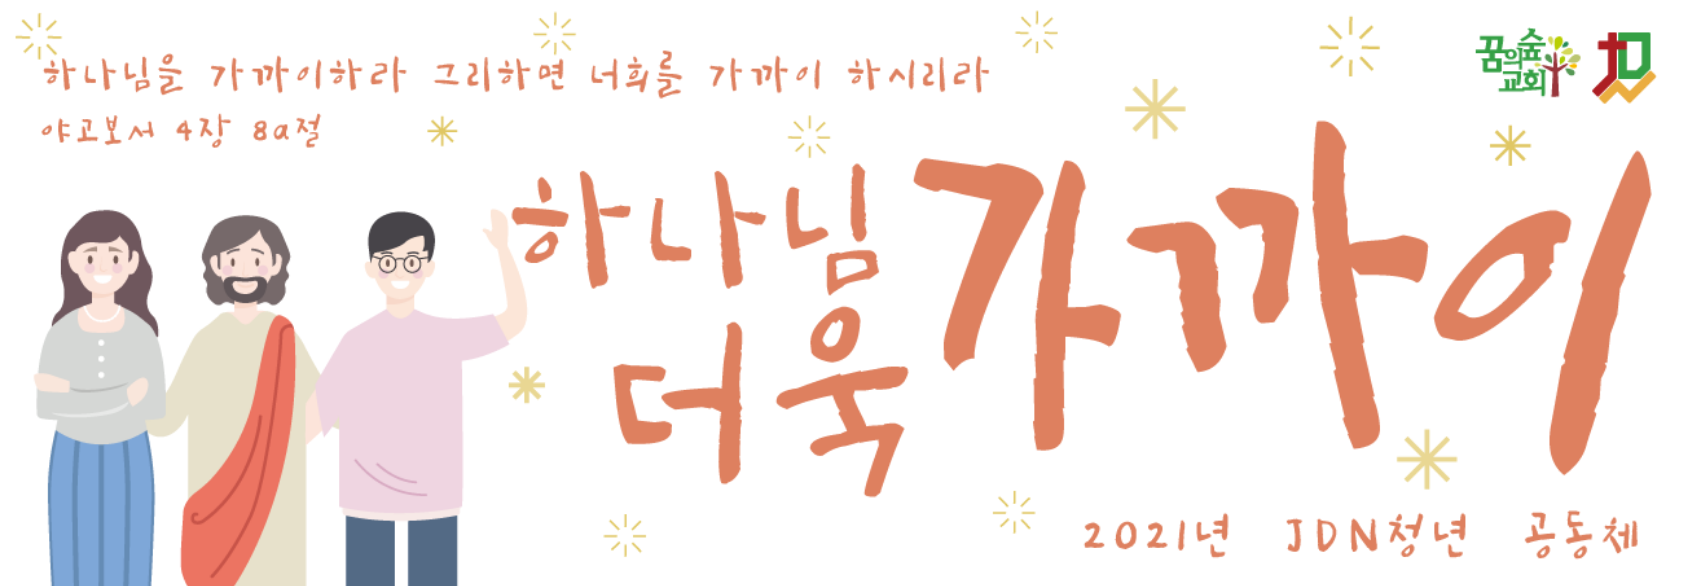 하나님을 가까이하라 그리하면 너희를 가까이 하시리라
야고보서 4장 8a절
꿈의숲
교회
JDN
하나님
더욱
가까이
2021년 JDN청년 공동체